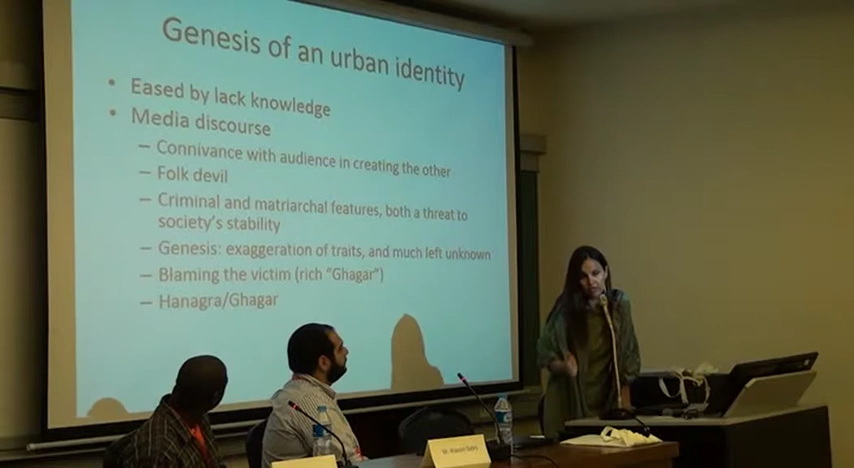 Genesis of an urban identity
• Eased by lack knowledge
• Media discourse
– Connivance with audience in creating the other
– Folk devil
– Criminal and matriarchal features, both a threat to
society's stability
– Genesis: exaggeration of traits, and much left unknown
– Blaming the victim (rich "Ghagar")
– Hanagra/Ghagar